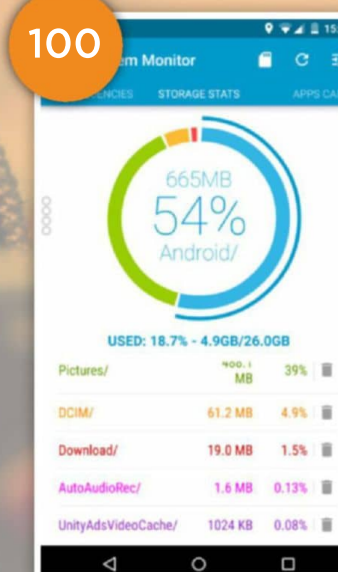 100
em Monitor
15
ENCIES STORAGE STATS APPS CA
665MB
54%
Android/
USED: 18.7% - 4.9GB/26.0GB
Pictures/ MB 39%
DCIM/ 61.2 MB 4.9%
Download/ 19.0 MB 1.5%
AutoAudioRec/ 1.6 MB 0.13%
UnityAdsVideoCache/ 1024 KB 0.08%